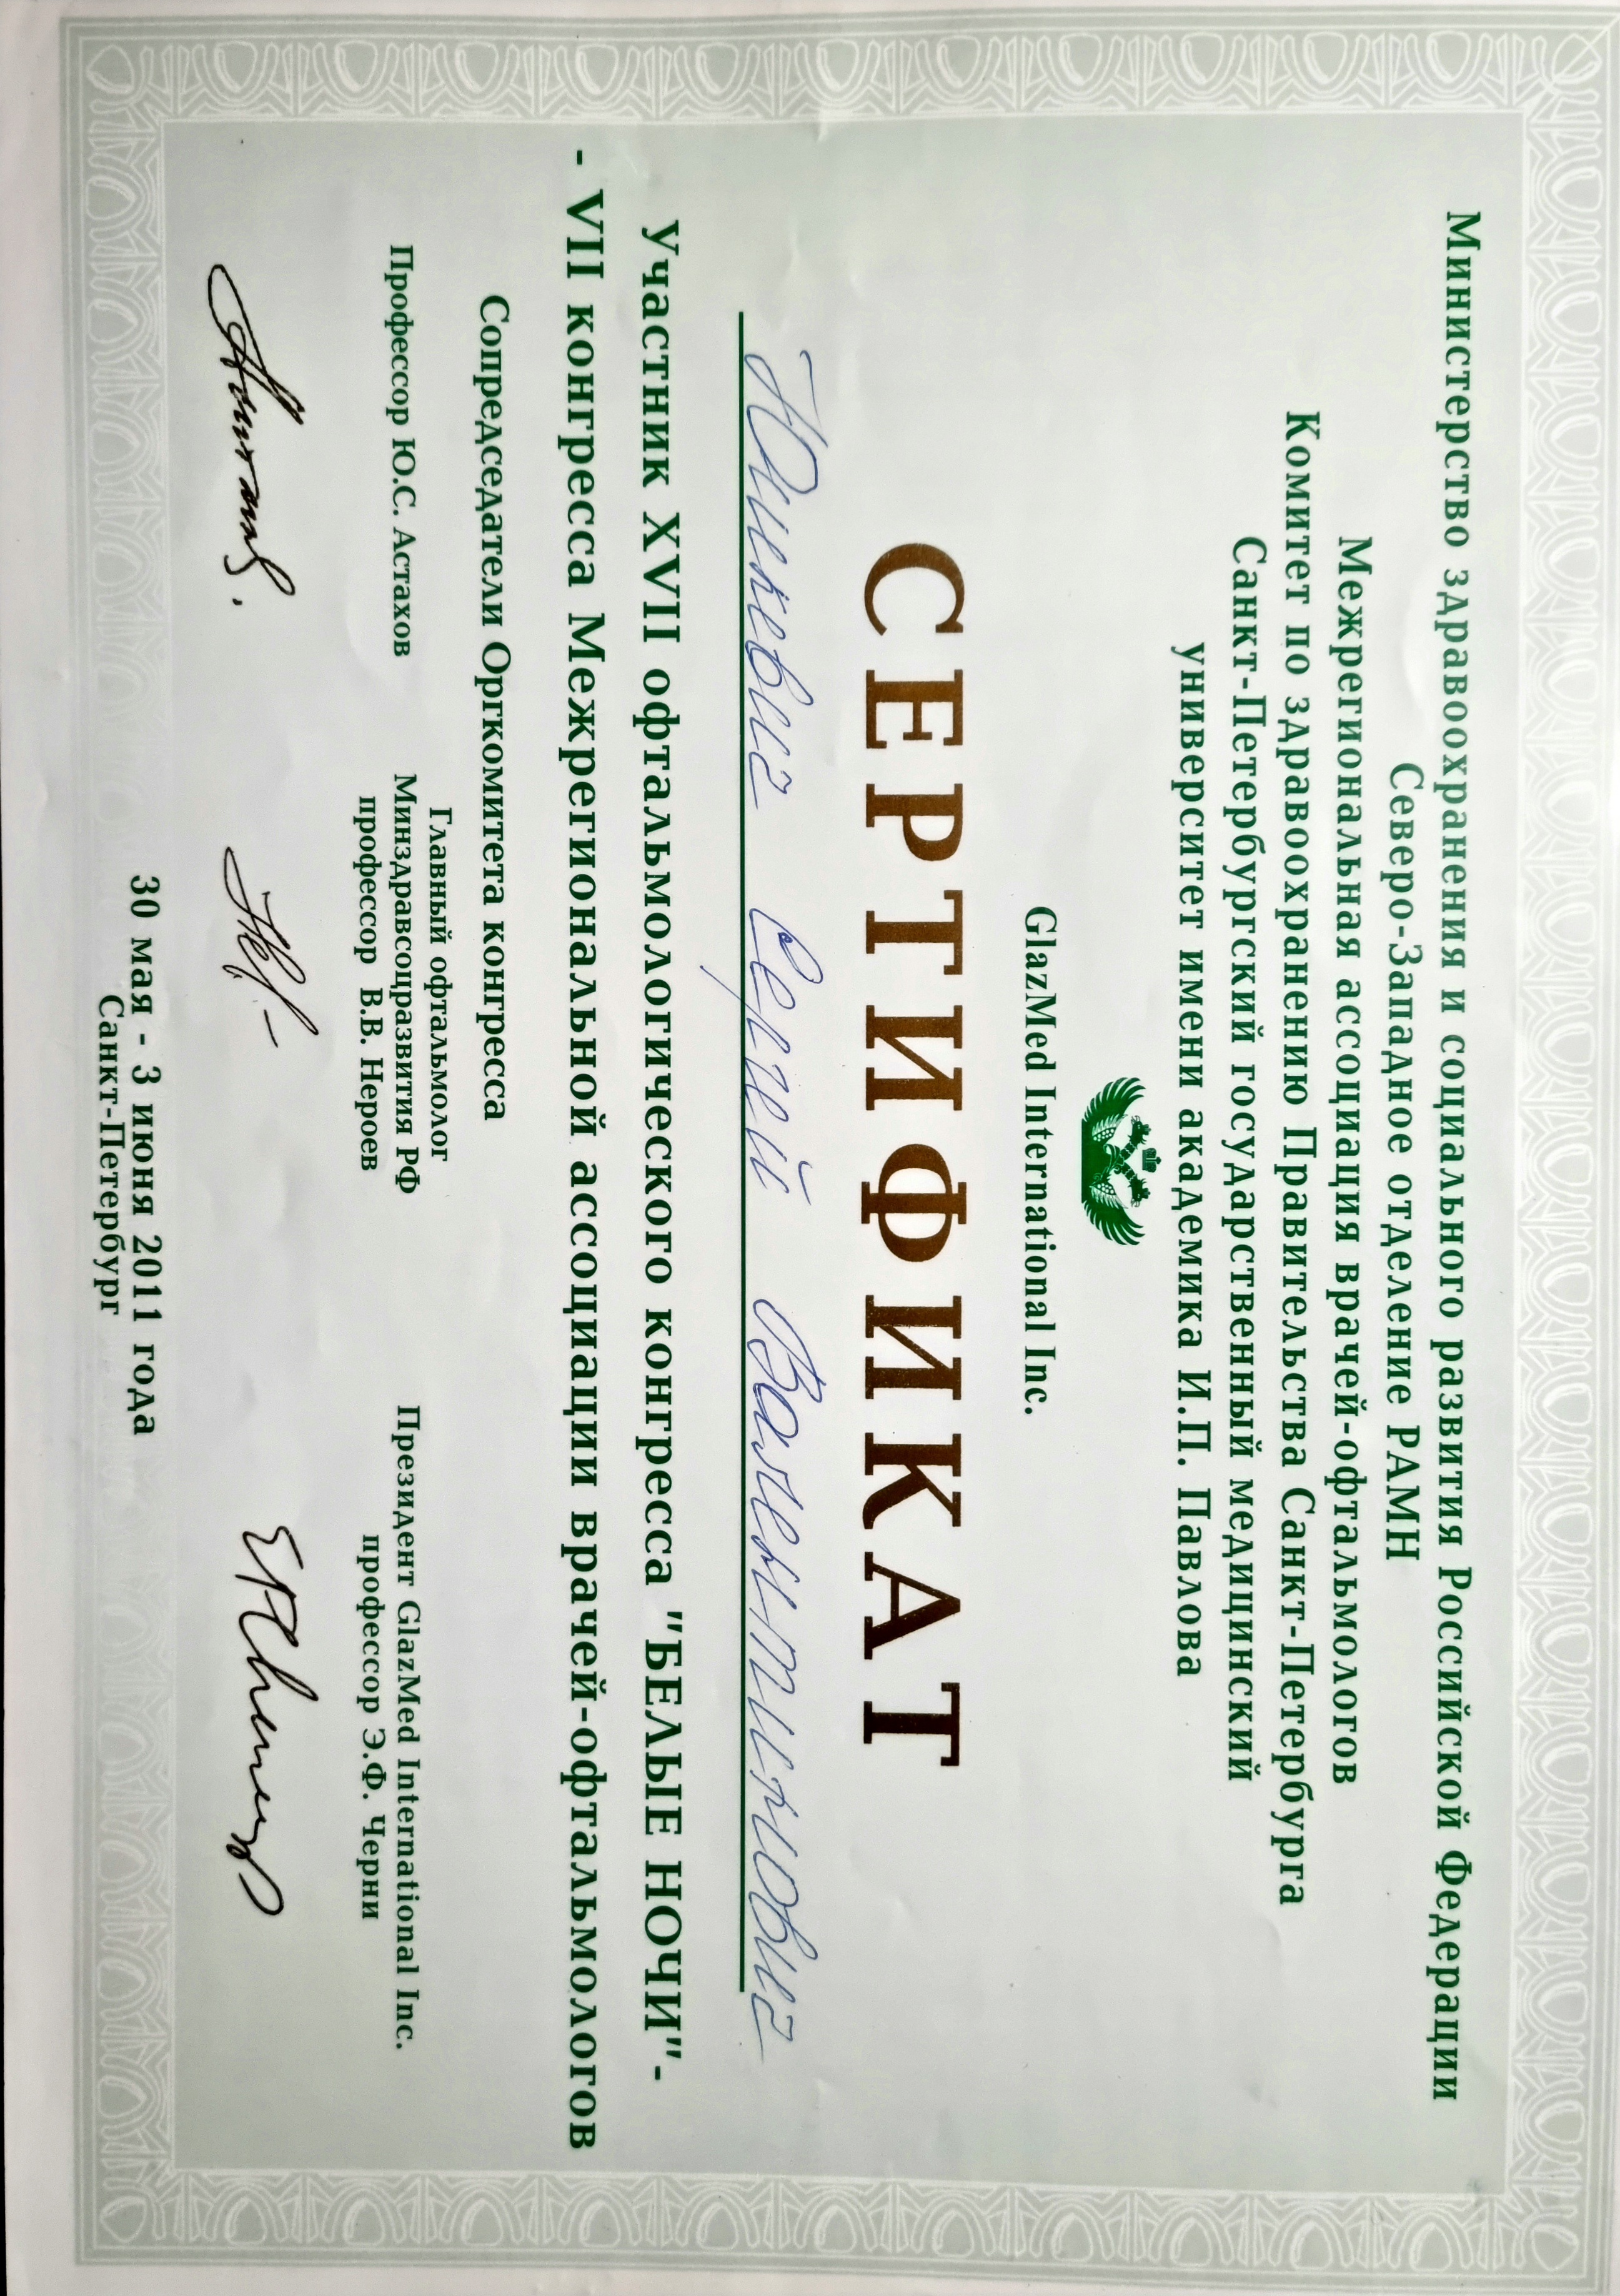 Министерство здравоохранения и социального развития Российской Федерации
Северо-Западное отделение РАМН
Межрегиональная ассоциация врачей-офтальмологов
Комитет по здравоохранению Правительства Санкт-Петербурга
Санкт-Петербургский государственный медицинский
университет имени академика И.П. Павлова
GlazMed International Inc.
СЕРТИФИКАТ
Юшкевич Сергей Валентинович
Участник XVII офтальмологического конгресса "БЕЛЫЕ НОЧИ"-
- VII конгресса Межрегиональной ассоциации врачей-офтальмологов
Сопредседатели Оргкомитета конгресса
Профессор Ю.С. Астахов
Главный офтальмолог
Минздравсоцразвития РФ
профессор В.В. Нероев
Президент GlazMed International Inc.
профессор Э.Ф. Черни
30 мая - 3 июня 2011 года
Санкт-Петербург